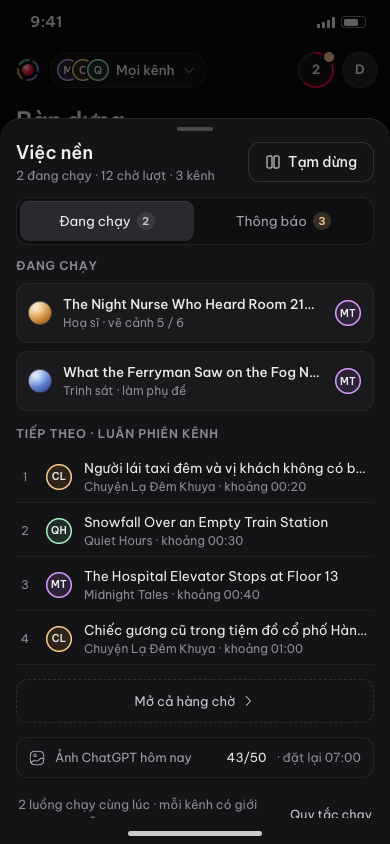 9:41
M C Q Mọi kênh
2
D
Bàn dựng
Việc nền
2 đang chạy · 12 chờ lượt · 3 kênh
Tạm dừng
Đang chạy 2
Thông báo 3
ĐANG CHẠY
The Night Nurse Who Heard Room 21…
Hoạ sĩ · vẽ cảnh 5 / 6
MT
What the Ferryman Saw on the Fog N…
Trinh sát · làm phụ đề
MT
TIẾP THEO · LUÂN PHIÊN KÊNH
1
CL
Người lái taxi đêm và vị khách không có b…
Chuyện Lạ Đêm Khuya · khoảng 00:20
2
QH
Snowfall Over an Empty Train Station
Quiet Hours · khoảng 00:30
3
MT
The Hospital Elevator Stops at Floor 13
Midnight Tales · khoảng 00:40
4
CL
Chiếc gương cũ trong tiệm đồ cổ phố Hàn…
Chuyện Lạ Đêm Khuya · khoảng 01:00
Mở cả hàng chờ
Ảnh ChatGPT hôm nay 43/50 · đặt lại 07:00
2 luồng chạy cùng lúc · mỗi kênh có giới
Quy tắc chạy